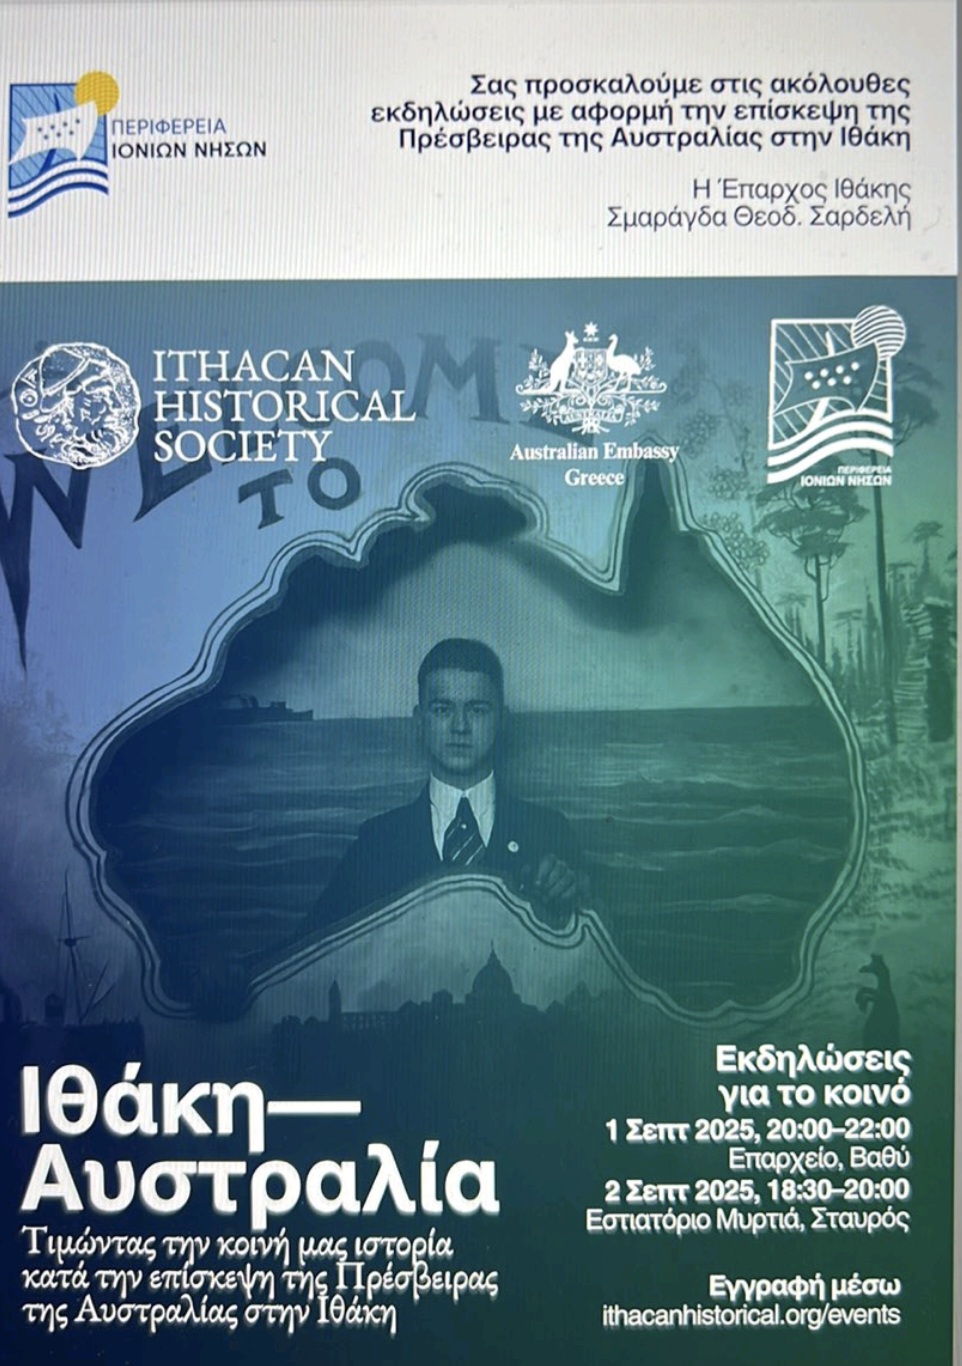 ΠΕΡΙΦΕΡΕΙΑ
ΙΟΝΙΩΝ ΝΗΣΩΝ
Σας προσκαλούμε στις ακόλουθες
εκδηλώσεις με αφορμή την επίσκεψη της
Πρέσβειρας της Αυστραλίας στην Ιθάκη
Η Έπαρχος Ιθάκης
Σμαράγδα Θεοδ. Σαρδελή
ITHACAN
HISTORICAL
SOCIETY
AUSTRALIA
Australian Embassy
Greece
ΠΕΡΙΦΕΡΕΙΑ
ΙΟΝΙΩΝ ΝΗΣΩΝ
WELCOME
TO
Ιθάκη—
Αυστραλία
Τιμώντας την κοινή μας ιστορία
κατά την επίσκεψη της Πρέσβειρας
της Αυστραλίας στην Ιθάκη
Εκδηλώσεις
για το κοινό
1 Σεπτ 2025, 20:00–22:00
Επαρχείο, Βαθύ
2 Σεπτ 2025, 18:30–20:00
Εστιατόριο Μυρτιά, Σταυρός
Εγγραφή μέσω
ithacanhistorical.org/events